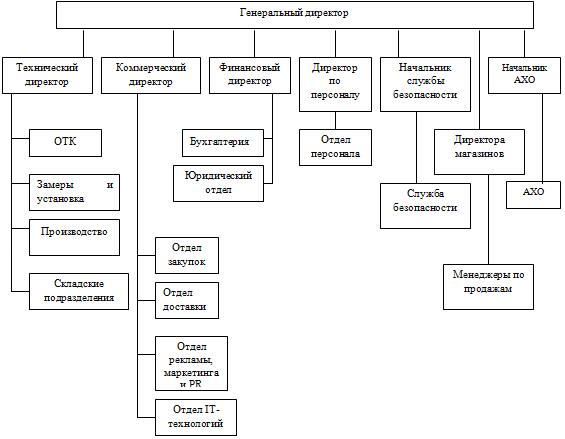 Генеральный директор
Технический
директор
Коммерческий
директор
Финансовый
директор
Директор
по
персоналу
Начальник
службы
безопасности
Начальник
АХО
ОТК
Замеры и
установка
Производство
Складские
подразделения
Отдел
закупок
Отдел
доставки
Отдел
рекламы,
маркетинга
и PR
Отдел IT-
технологий
Бухгалтерия
Юридический
отдел
Отдел
персонала
Служба
безопасности
Директора
магазинов
Менеджеры по
продажам
АХО